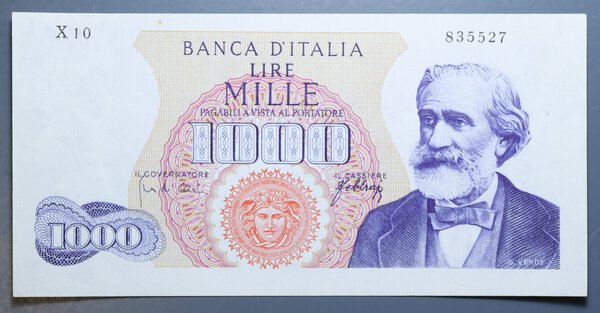 X 10
835527
BANCA D'ITALIA
LIRE
MILLE
PAGABILI A VISTA AL PORTATORE
1000
IL GOVERNATORE
IL CASSIERE
1000
G. VERDI